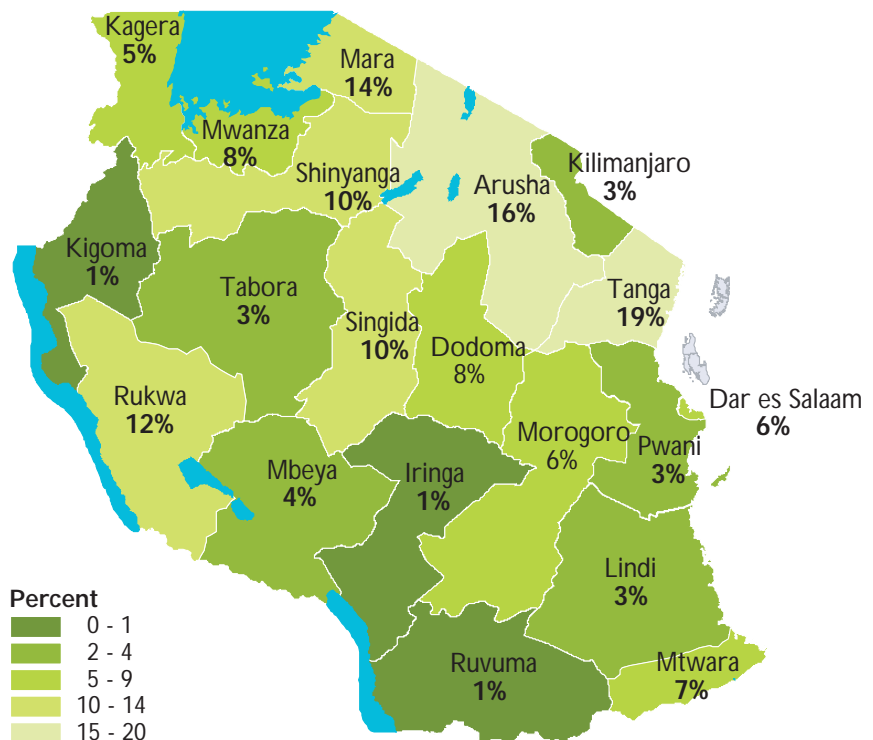 Kagera
5%
Mara
14%
Mwanza
8%
Shinyanga
10%
Arusha
16%
Kilimanjaro
3%
Kigoma
1%
Tabora
3%
Singida
10%
Dodoma
8%
Tanga
19%
Rukwa
12%
Dar es Salaam
6%
Morogoro
6%
Pwani
3%
Mbeya
4%
Iringa
1%
Lindi
3%
Ruvuma
1%
Mtwara
7%
Percent
0 - 1
2 - 4
5 - 9
10 - 14
15 - 20